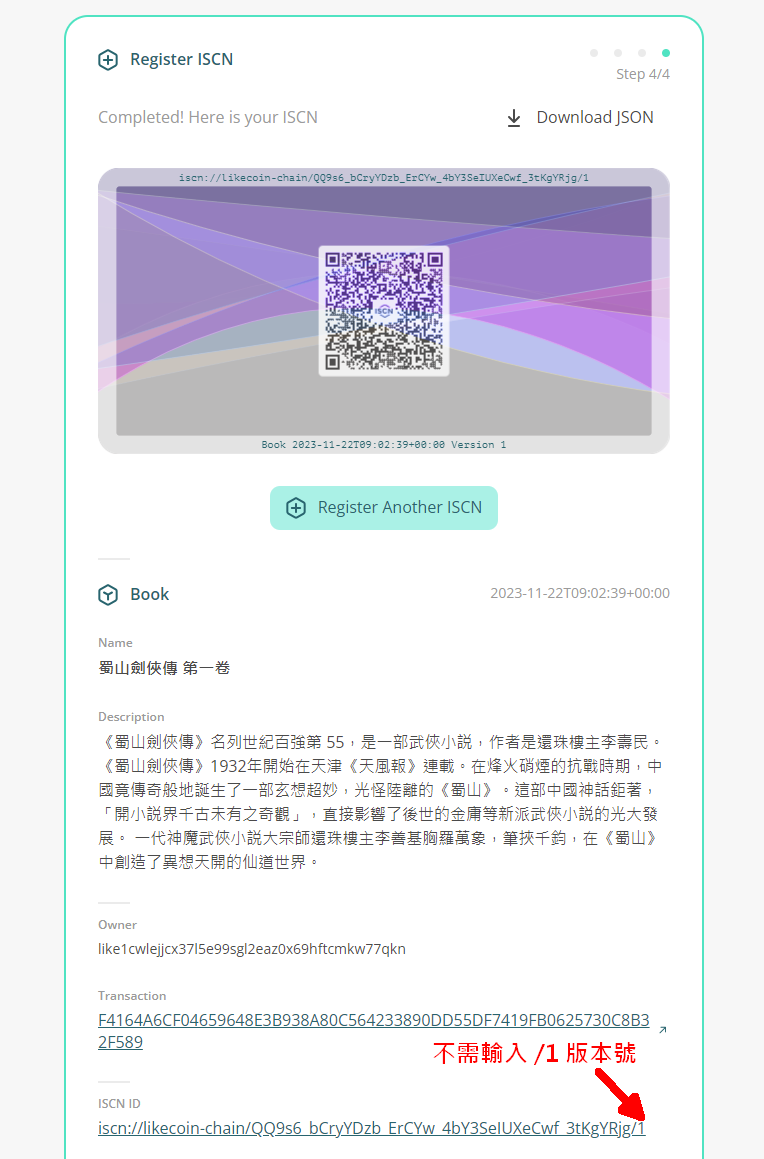 Register ISCN
Step 4/4
Completed! Here is your ISCN
Download JSON
iscn://likecoin-chain/QQ9s6_bCryYDzb_ErCYw_4bY3SeIUXeCwf_3tKgYRjg/1
ISCN
Book 2023-11-22T09:02:39+00:00 Version 1
Register Another ISCN
Book
2023-11-22T09:02:39+00:00
Name
蜀山劍俠傳 第一卷
Description
《蜀山劍俠傳》名列世紀百強第 55，是一部武俠小說，作者是還珠樓主李壽民。
《蜀山劍俠傳》1932年開始在天津《天風報》連載。在烽火硝煙的抗戰時期，中
國竟傳奇般地誕生了一部玄想超妙，光怪陸離的《蜀山》。這部中國神話鉅著，
「開小說界千古未有之奇觀」，直接影響了後世的金庸等新派武俠小說的光大發
展。 一代神魔武俠小說大宗師還珠樓主李善基胸羅萬象，筆挾千鈞，在《蜀山》
中創造了異想天開的仙道世界。
Owner
like1cwlejjcx37l5e99sgl2eaz0x69hftcmkw77qkn
Transaction
F4164A6CF04659648E3B938A80C564233890DD55DF7419FB0625730C8B3
2F589
不需輸入 /1 版本號
ISCN ID
iscn://likecoin-chain/QQ9s6_bCryYDzb_ErCYw_4bY3SeIUXeCwf_3tKgYRjg/1